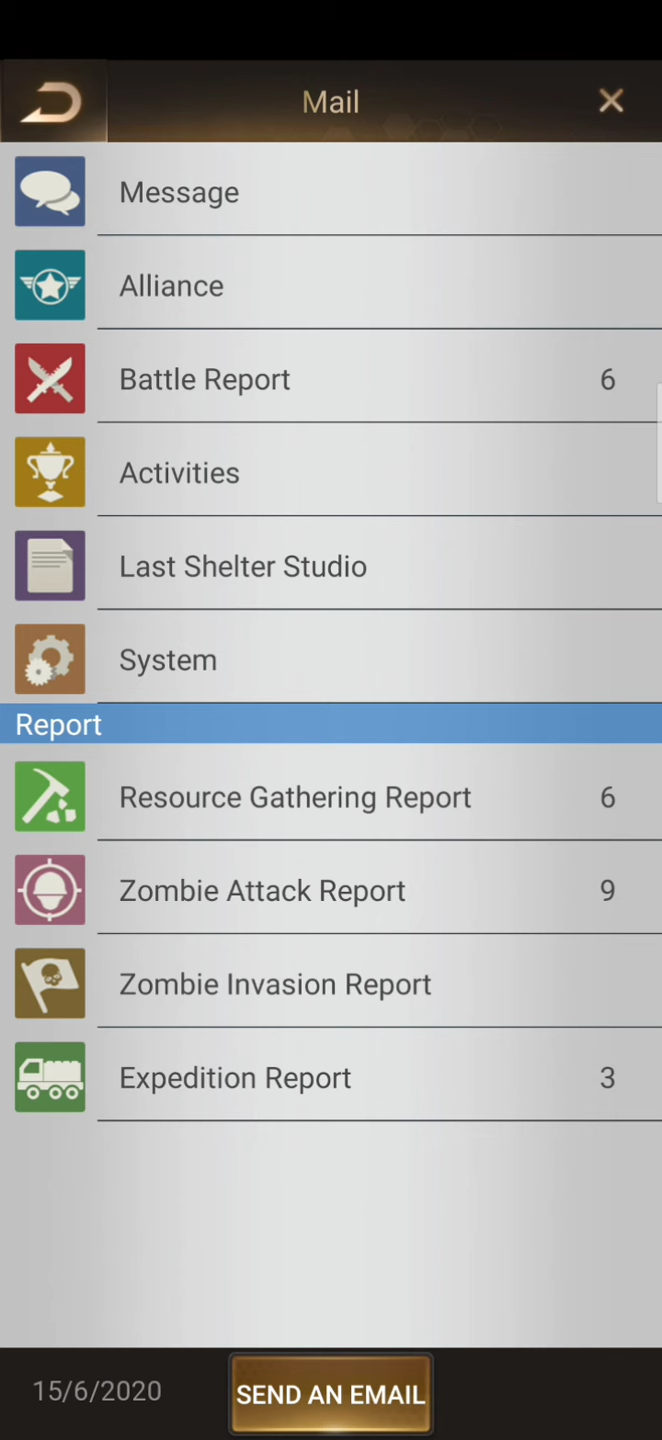 Mail
Message
Alliance
Battle Report 6
Activities
Last Shelter Studio
System
Report
Resource Gathering Report 6
Zombie Attack Report 9
Zombie Invasion Report
Expedition Report 3
15/6/2020 SEND AN EMAIL